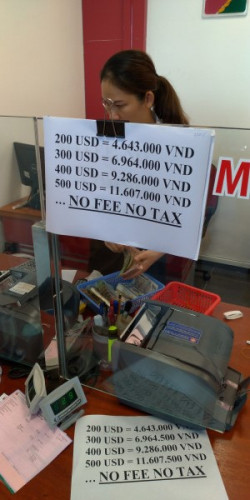 200 USD = 4.643.000 VND
300 USD = 6.964.000 VND
400 USD = 9.286.000 VND
500 USD = 11.607.000 VND
... NO FEE NO TAX
M
200 USD = 4.643.000 VND
300 USD = 6.964.500 VND
400 USD = 9.286.000 VND
500 USD = 11.607.500 VND
... NO FEE NO TAX